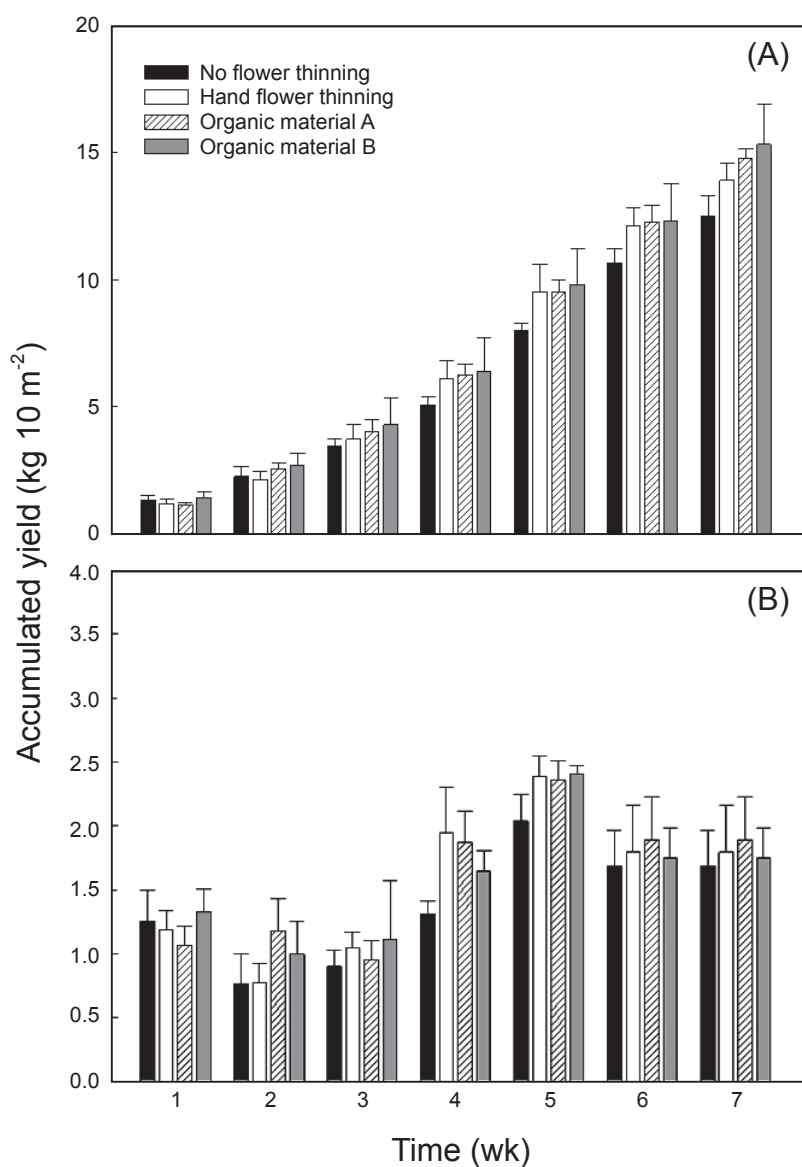 20
(A)
No flower thinning
Hand flower thinning
Organic material A
Organic material B
15
10
5
0
Accumulated yield (kg 10 m⁻²)
4.0
(B)
3.5
3.0
2.5
2.0
1.5
1.0
0.5
0.0
1 2 3 4 5 6 7
Time (wk)